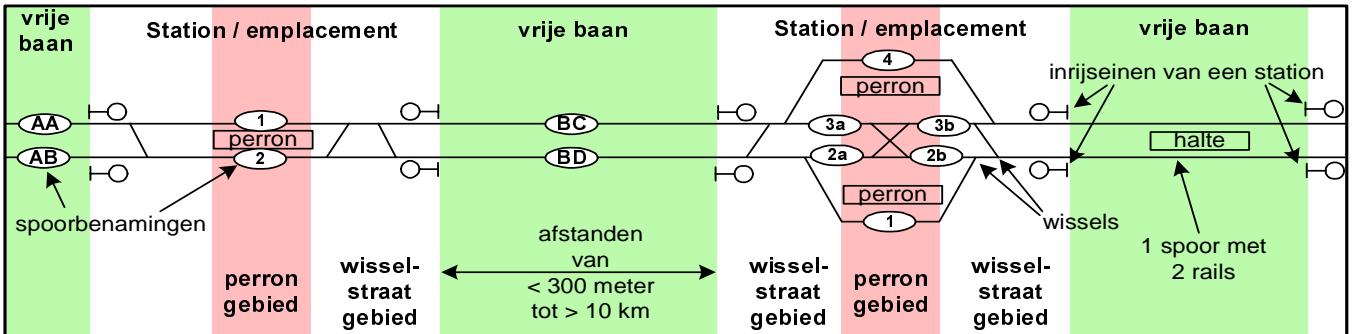 vrije
baan
Station / emplacement
vrije baan
Station / emplacement
vrije baan
4
perron
inrijseinen van een station
AA
1
BC
3a
3b
perron
halte
AB
2
BD
2a
2b
perron
1
spoorbenamingen
wissels
afstanden
van
< 300 meter
tot > 10 km
1 spoor met
2 rails
perron
gebied
wissel-
straat
gebied
wissel-
straat
gebied
perron
gebied
wissel-
straat
gebied